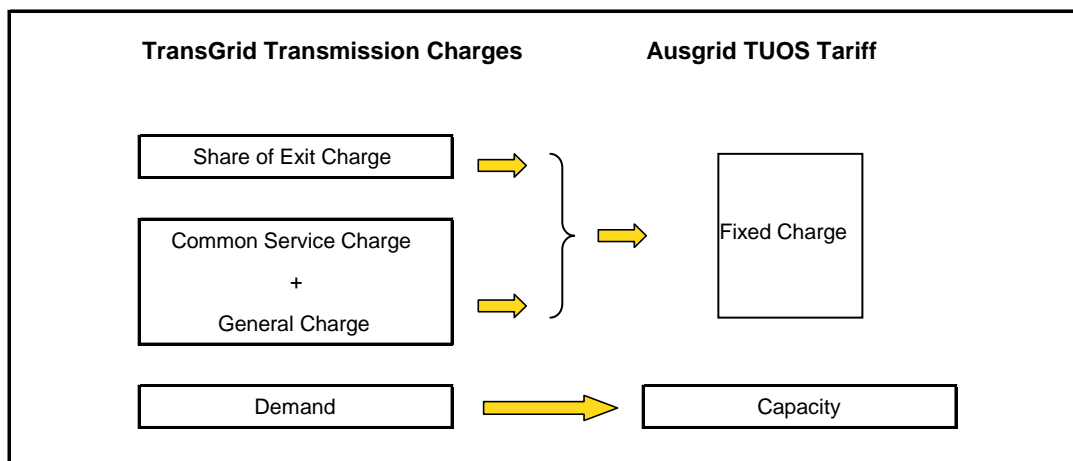 TransGrid Transmission Charges
Ausgrid TUOS Tariff
Share of Exit Charge
Common Service Charge
+
General Charge
Fixed Charge
Demand
Capacity